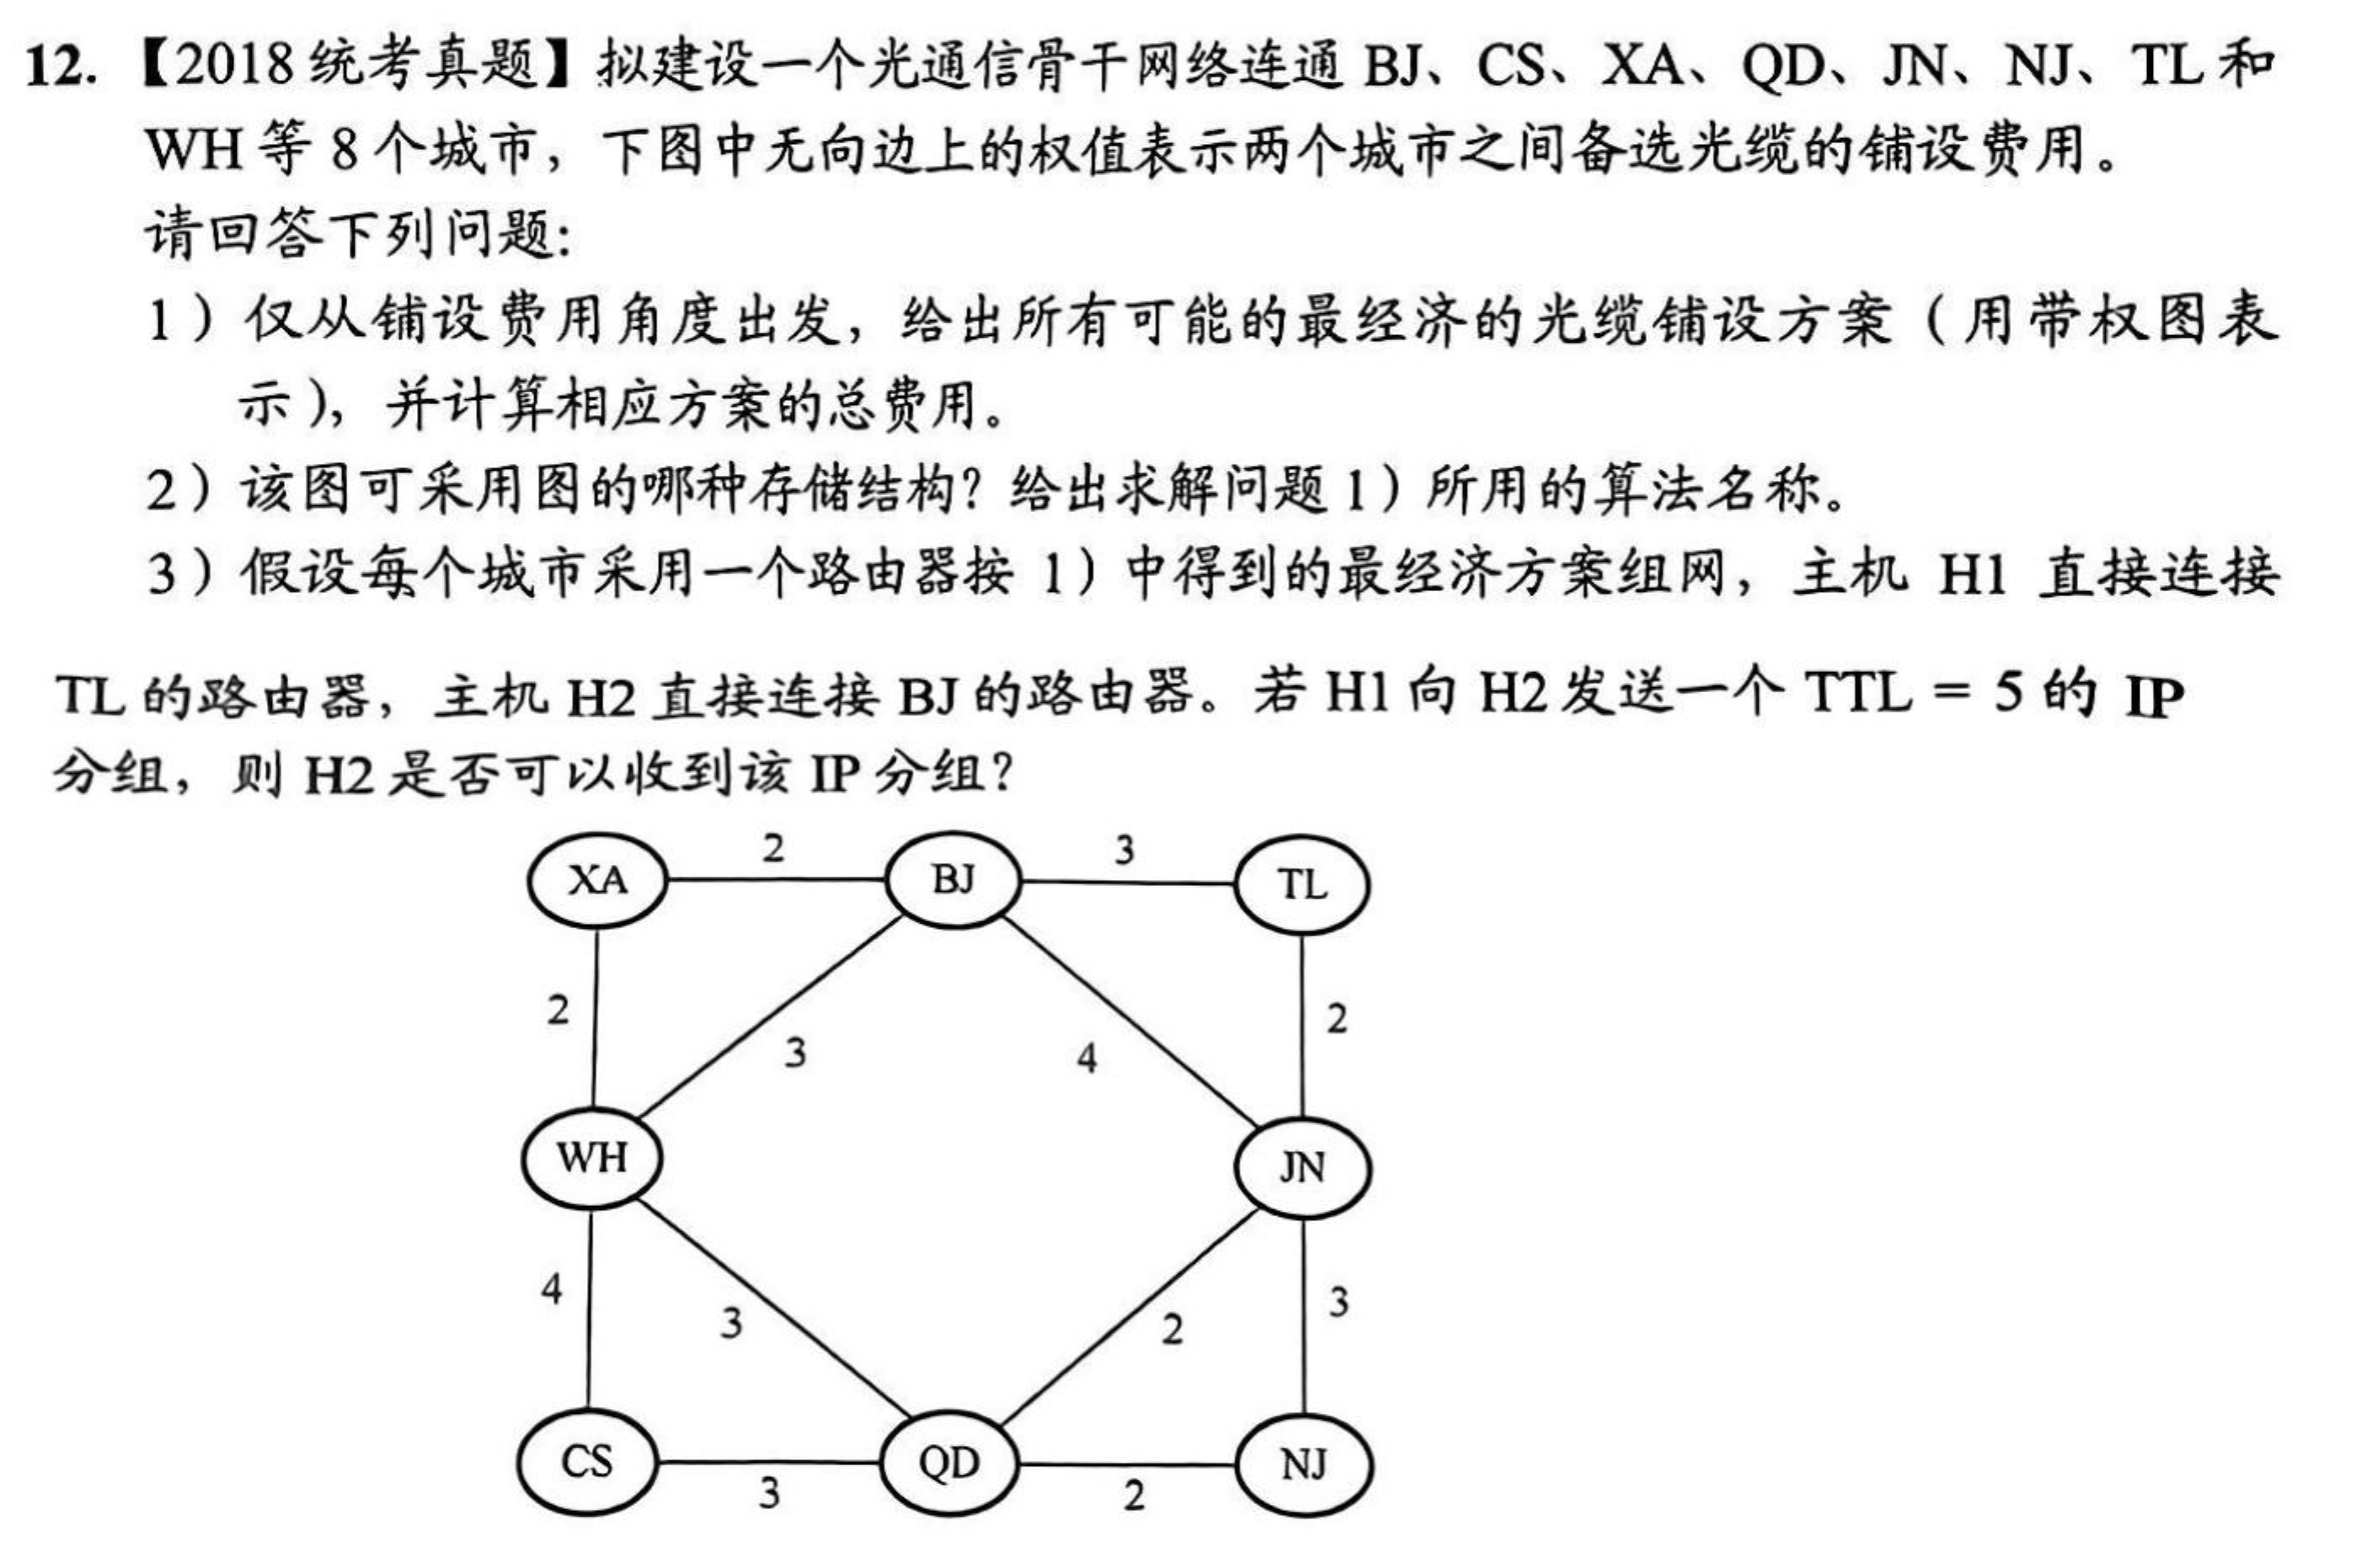 12.【2018统考真题】拟建设一个光通信骨干网络连通 BJ、CS、XA、QD、JN、NJ、TL 和
WH 等 8 个城市，下图中无向边上的权值表示两个城市之间备选光缆的铺设费用。
请回答下列问题：
1）仅从铺设费用角度出发，给出所有可能的最经济的光缆铺设方案（用带权图表
示），并计算相应方案的总费用。
2）该图可采用图的哪种存储结构？给出求解问题 1）所用的算法名称。
3）假设每个城市采用一个路由器按 1）中得到的最经济方案组网，主机 H1 直接连接
TL 的路由器，主机 H2 直接连接 BJ 的路由器。若 H1 向 H2 发送一个 TTL = 5 的 IP
分组，则 H2 是否可以收到该 IP 分组？
XA 2 BJ 3 TL
2 3 4 2
WH JN
4 3 2 3
CS 3 QD 2 NJ